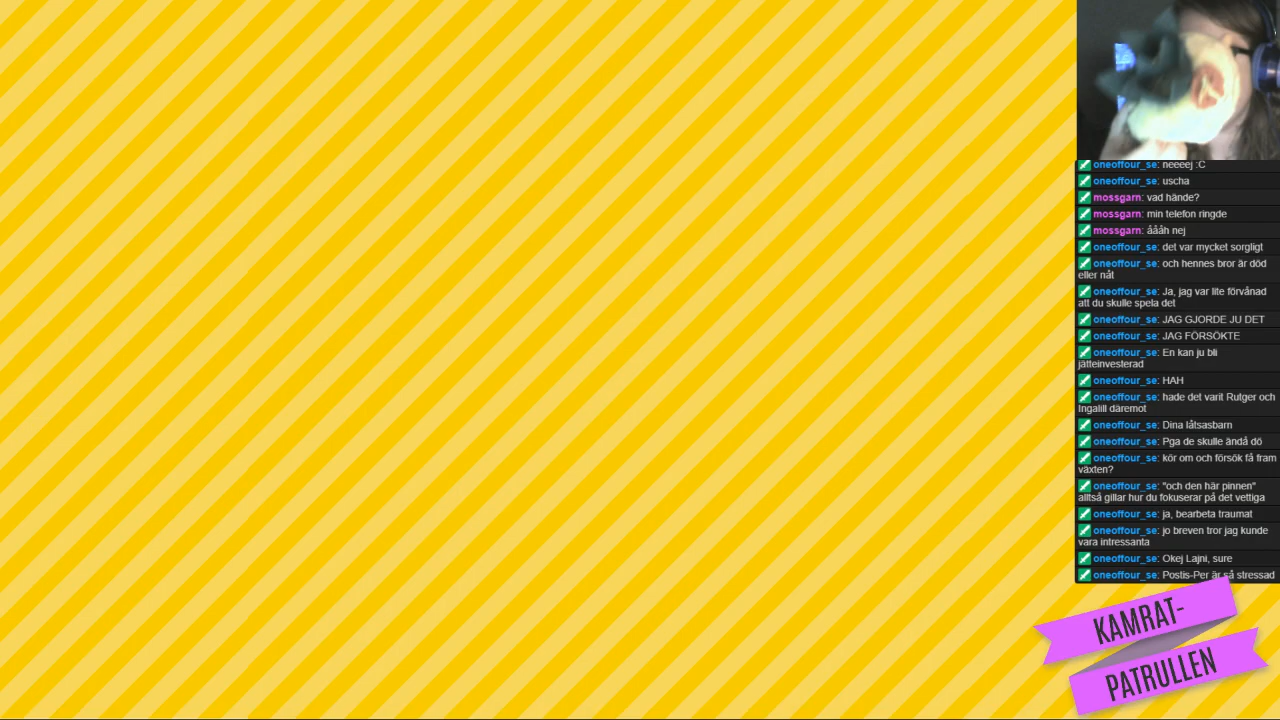 oneoffour_se: neeeej :C
oneoffour_se: uscha
mossgarn: vad hände?
mossgarn: min telefon ringde
mossgarn: åååh nej
oneoffour_se: det var mycket sorgligt
oneoffour_se: och hennes bror är död
eller nåt
oneoffour_se: Ja, jag var lite förvånad
att du skulle spela det
oneoffour_se: JAG GJORDE JU DET
oneoffour_se: JAG FÖRSÖKTE
oneoffour_se: En kan ju bli
jätteinvesterad
oneoffour_se: HAH
oneoffour_se: hade det varit Rutger och
Ingalill däremot
oneoffour_se: Dina låtsasbarn
oneoffour_se: Pga de skulle ändå dö
oneoffour_se: kör om och försök få fram
växten?
oneoffour_se: "och den här pinnen"
alltså gillar hur du fokuserar på det vettiga
oneoffour_se: ja, bearbeta traumat
oneoffour_se: jo breven tror jag kunde
vara intressanta
oneoffour_se: Okej Lajni, sure
oneoffour_se: Postis-Per är så stressad
KAMRAT-
PATRULLEN